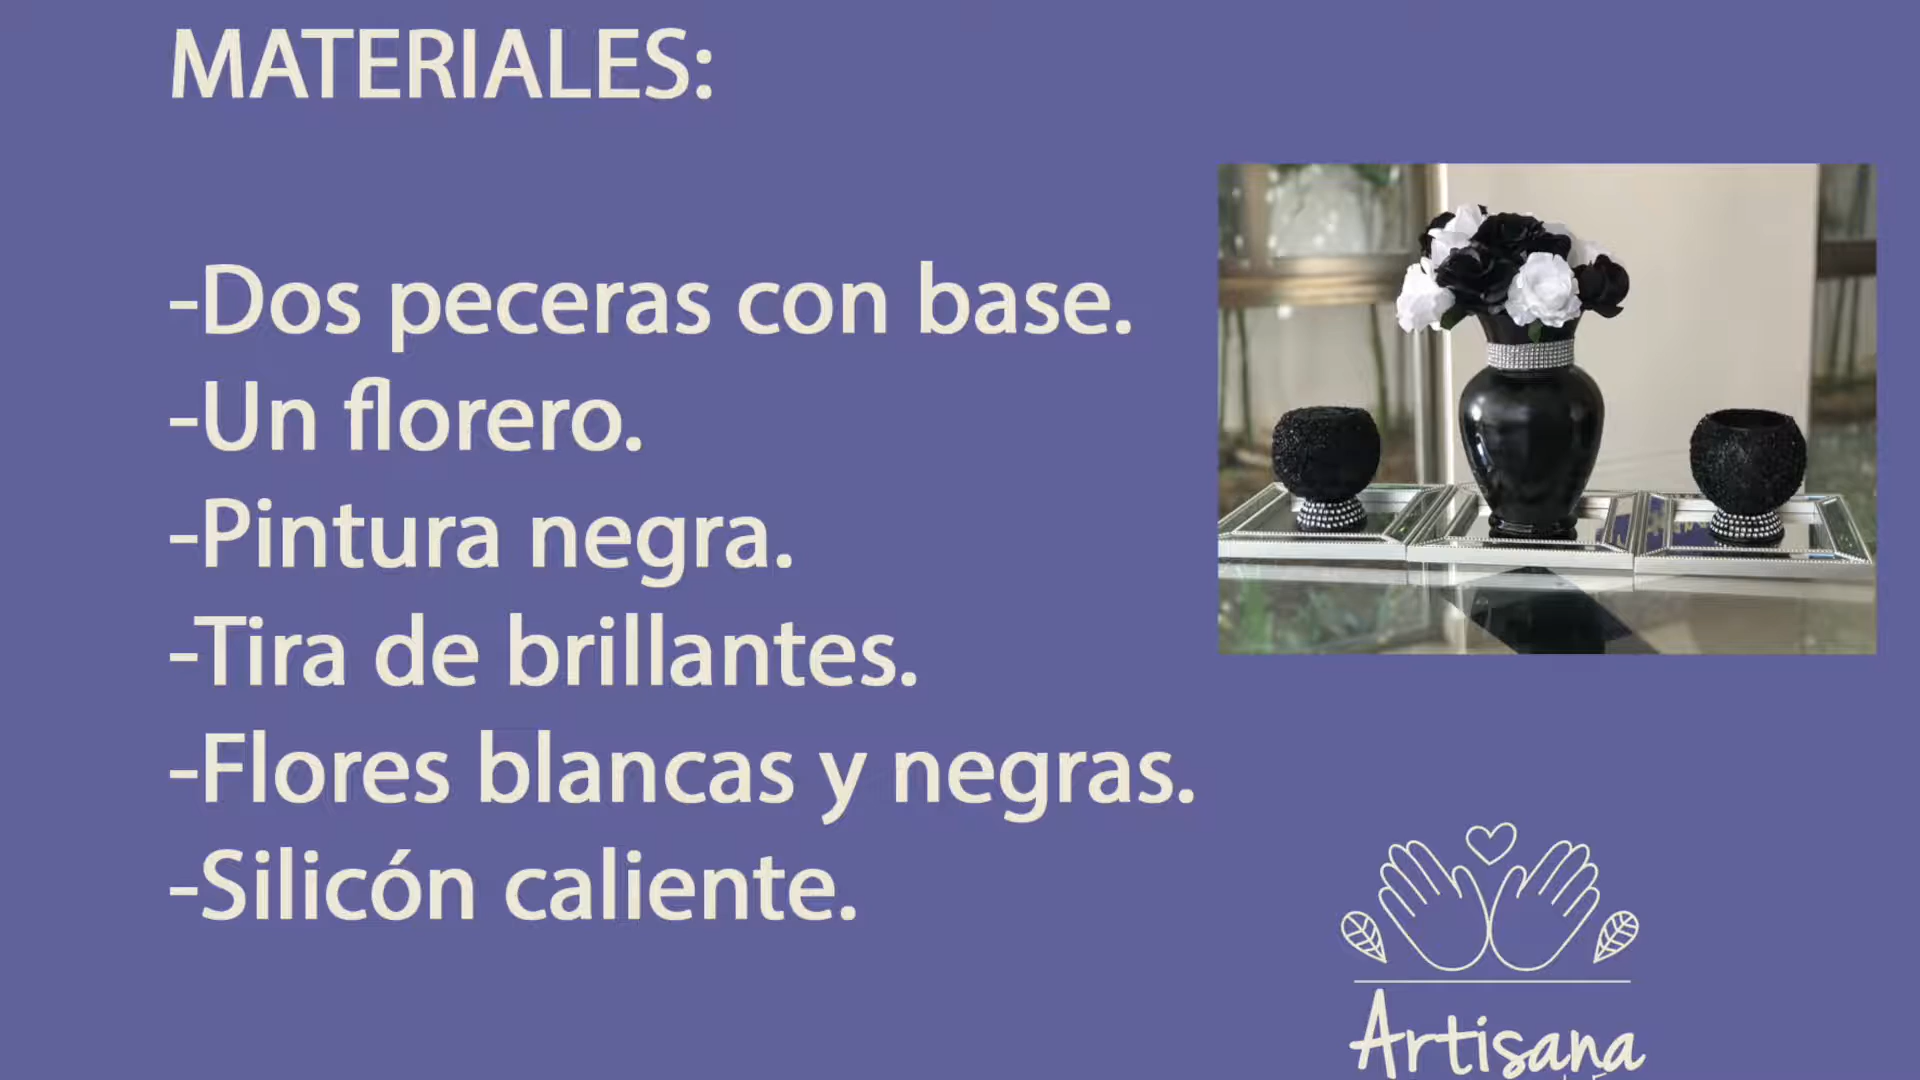 MATERIALES:
-Dos peceras con base.
-Un florero.
-Pintura negra.
-Tira de brillantes.
-Flores blancas y negras.
-Silicón caliente.
Artisana